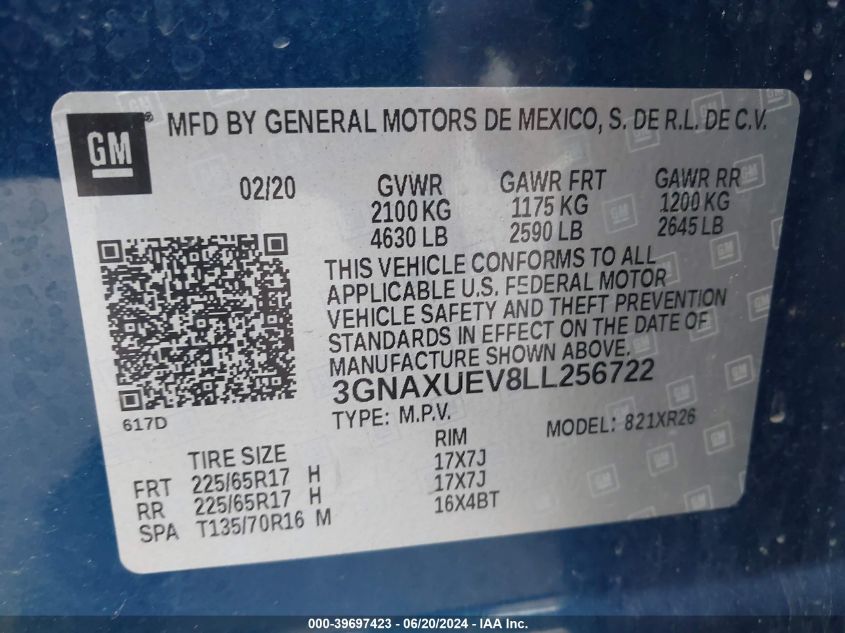 GM ® MFD BY GENERAL MOTORS DE MEXICO, S. DE R.L. DE C.V.
02/20 GVWR GAWR FRT GAWR RR
2100 KG 1175 KG 1200 KG
4630 LB 2590 LB 2645 LB
THIS VEHICLE CONFORMS TO ALL
APPLICABLE U.S. FEDERAL MOTOR
VEHICLE SAFETY AND THEFT PREVENTION
STANDARDS IN EFFECT ON THE DATE OF
MANUFACTURE SHOWN ABOVE.
3GNAXUEV8LL256722
617D TYPE: M.P.V. MODEL: 821XR26
TIRE SIZE RIM
FRT 225/65R17 H 17X7J
RR 225/65R17 H 17X7J
SPA T135/70R16 M 16X4BT
000-39697423 / 06/20/2024 - IAA Inc.